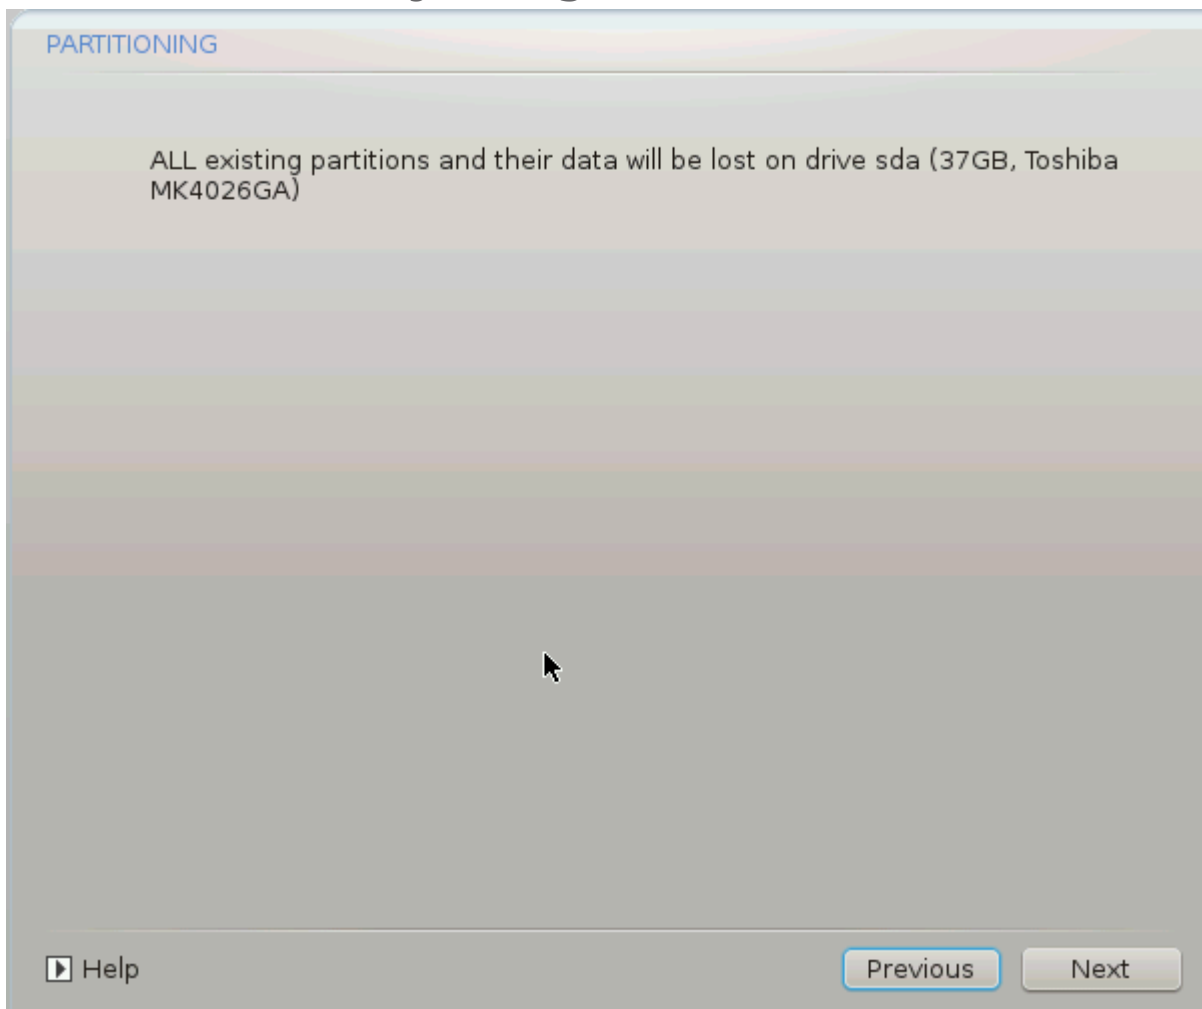 PARTITIONING
ALL existing partitions and their data will be lost on drive sda (37GB, Toshiba
MK4026GA)
Help
Previous
Next